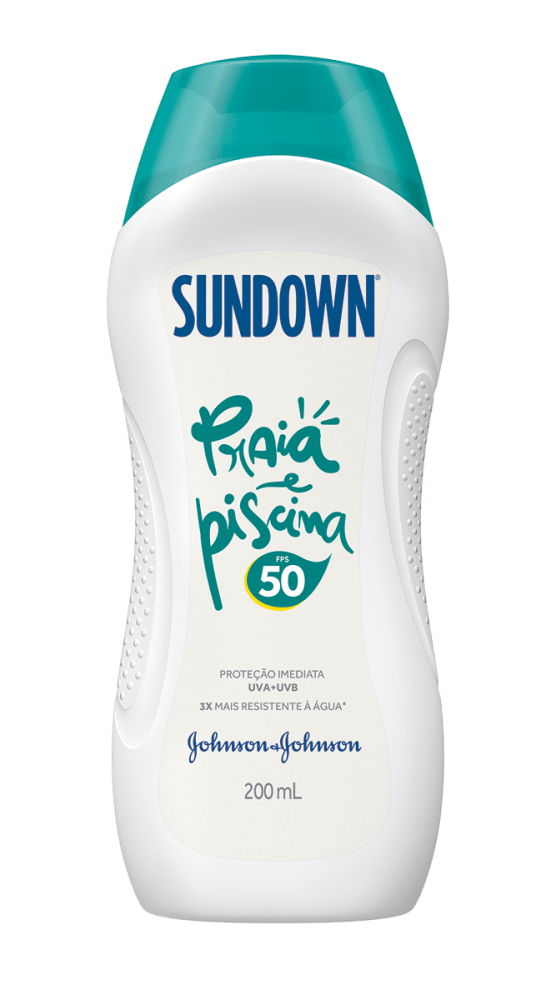 SUNDOWN®
Praia
e
piscina
FPS
50
PROTEÇÃO IMEDIATA
UVA+UVB
3X MAIS RESISTENTE À ÁGUA*
Johnson & Johnson
200 mL